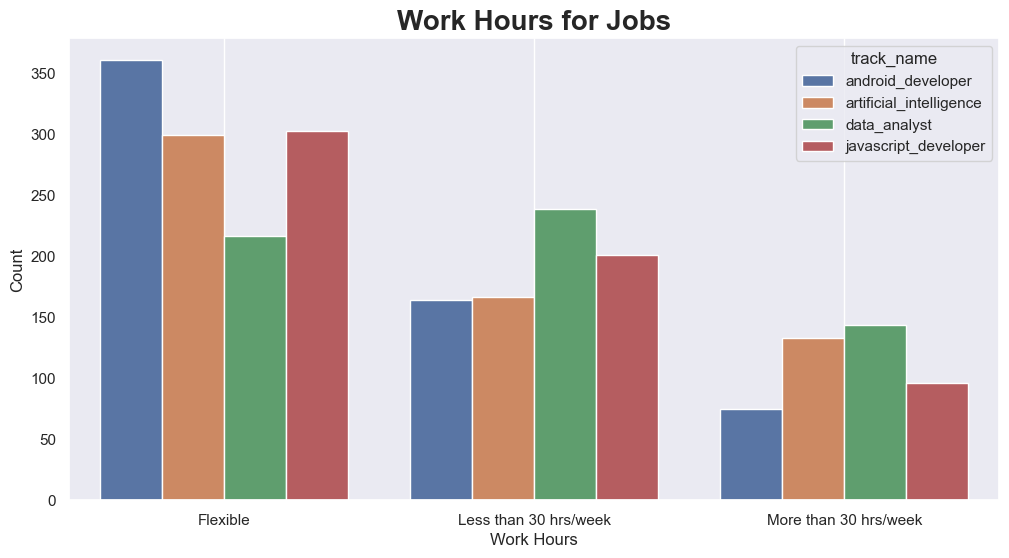 Work Hours for Jobs
track_name
android_developer
artificial_intelligence
data_analyst
javascript_developer
350
300
250
200
150
100
50
0
Count
Flexible
Less than 30 hrs/week
More than 30 hrs/week
Work Hours